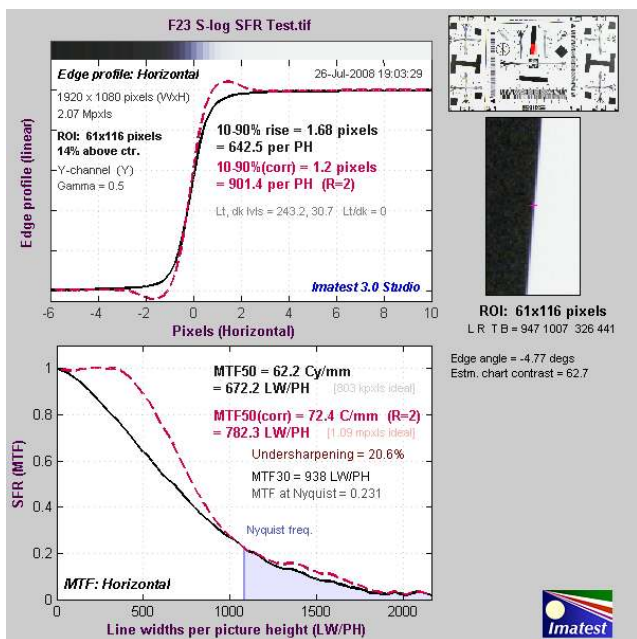 F23 S-log SFR Test.tif
Edge profile: Horizontal
26-Jul-2008 19:03:29
1920 x 1080 pixels (WxH)
2.07 Mpxls
ROI: 61x116 pixels
14% above ctr.
Y-channel (Y)
Gamma = 0.5
10-90% rise = 1.68 pixels
= 642.5 per PH
10-90%(corr) = 1.2 pixels
= 901.4 per PH (R=2)
Lt, dk lvls = 243.2, 30.7 Lt/dk = 0
Imatest 3.0 Studio
Edge profile (linear)
-6 -4 -2 0 2 4 6 8 10
Pixels (Horizontal)
ROI: 61x116 pixels
L R T B = 947 1007 326 441
Edge angle = -4.77 degs
Estm. chart contrast = 62.7
MTF50 = 62.2 Cy/mm
= 672.2 LW/PH [803 kpxls ideal]
MTF50(corr) = 72.4 C/mm (R=2)
= 782.3 LW/PH [1.09 mpxls ideal]
Undersharpening = 20.6%
MTF30 = 938 LW/PH
MTF at Nyquist = 0.231
Nyquist freq.
MTF: Horizontal
SFR (MTF)
1
0.8
0.6
0.4
0.2
0
0 500 1000 1500 2000
Line widths per picture height (LW/PH)
Imatest